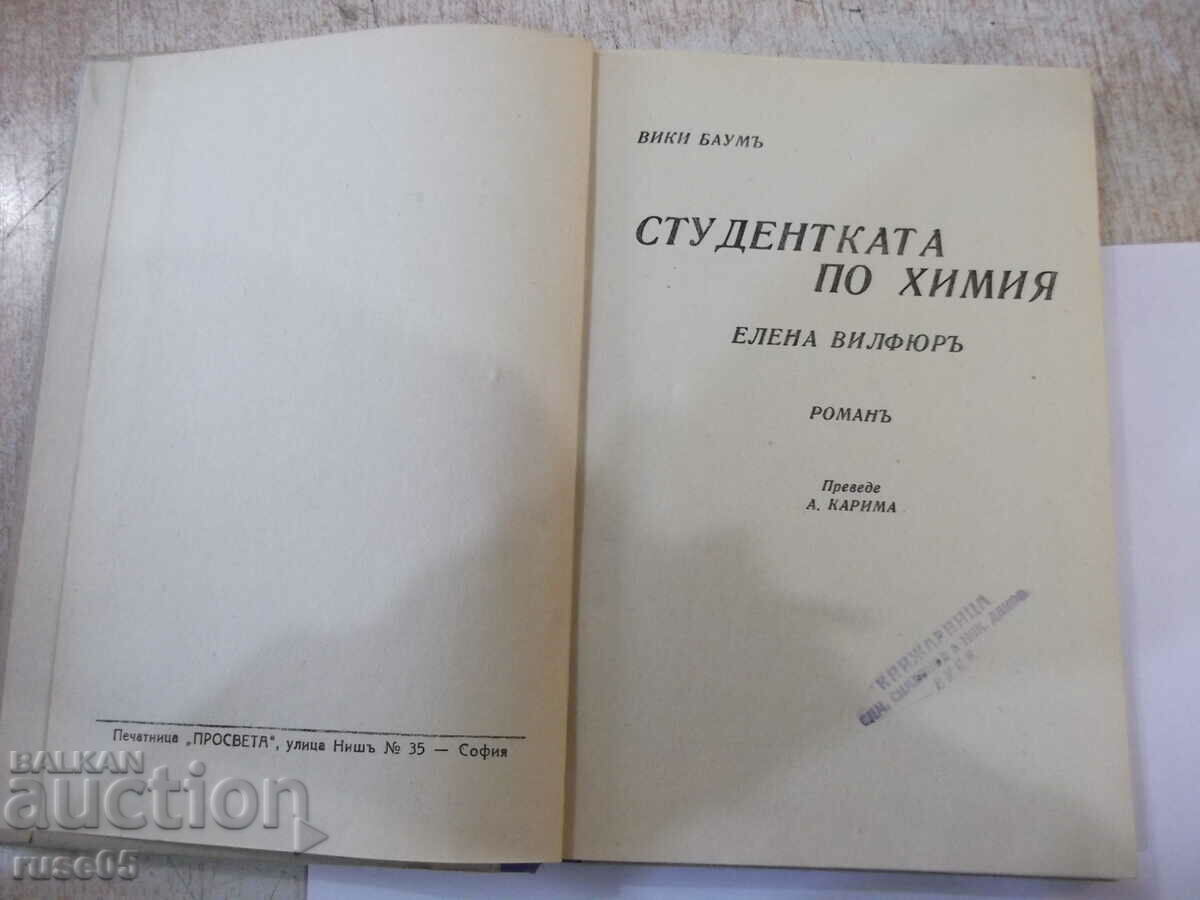 Печатница „ПРОСВЕТА“, улица Нишъ № 35 — София
ВИКИ БАУМЪ
СТУДЕНТКАТА
ПО ХИМИЯ
ЕЛЕНА ВИЛФЮРЪ
РОМАНЪ
Преведе
А. КАРИМА
КНИЖАРНИЦА
BALKAN
auction
ruse05